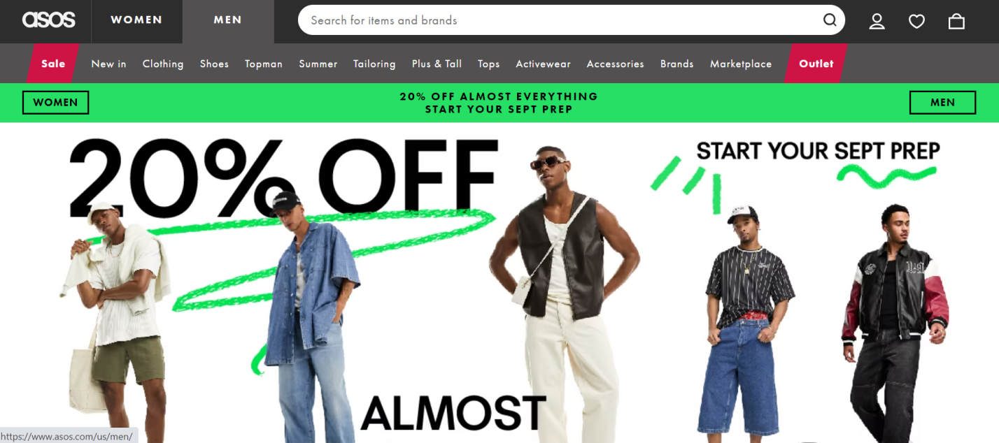 asos
WOMEN
MEN
Search for items and brands
Sale
New in
Clothing
Shoes
Topman
Summer
Tailoring
Plus & Tall
Tops
Activewear
Accessories
Brands
Marketplace
Outlet
WOMEN
20% OFF ALMOST EVERYTHING
START YOUR SEPT PREP
MEN
20% OFF
START YOUR SEPT PREP
ALMOST
https://www.asos.com/us/men/